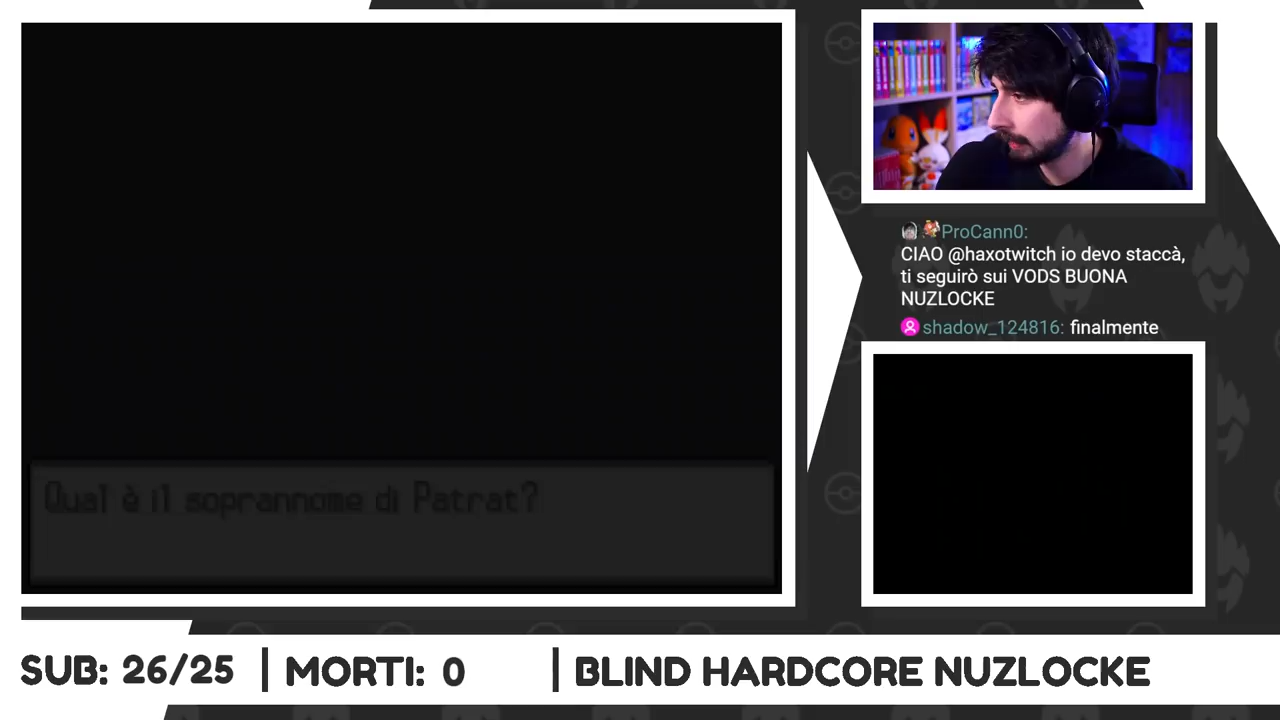 ProCann0:
CIAO @haxotwitch io devo staccà,
ti seguirò sui VODS BUONA
NUZLOCKE
shadow_124816: finalmente
Qual è il soprannome di Patrat?
SUB: 26/25 | MORTI: 0 | BLIND HARDCORE NUZLOCKE